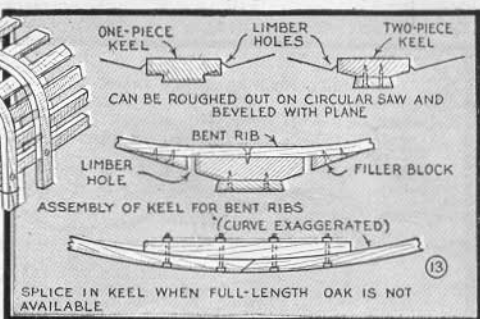 ONE-PIECE
KEEL
LIMBER
HOLES
TWO-PIECE
KEEL
CAN BE ROUGHED OUT ON CIRCULAR SAW AND
BEVELED WITH PLANE
BENT RIB
LIMBER
HOLE
FILLER BLOCK
ASSEMBLY OF KEEL FOR BENT RIBS
(CURVE EXAGGERATED)
13
SPLICE IN KEEL WHEN FULL-LENGTH OAK IS NOT
AVAILABLE